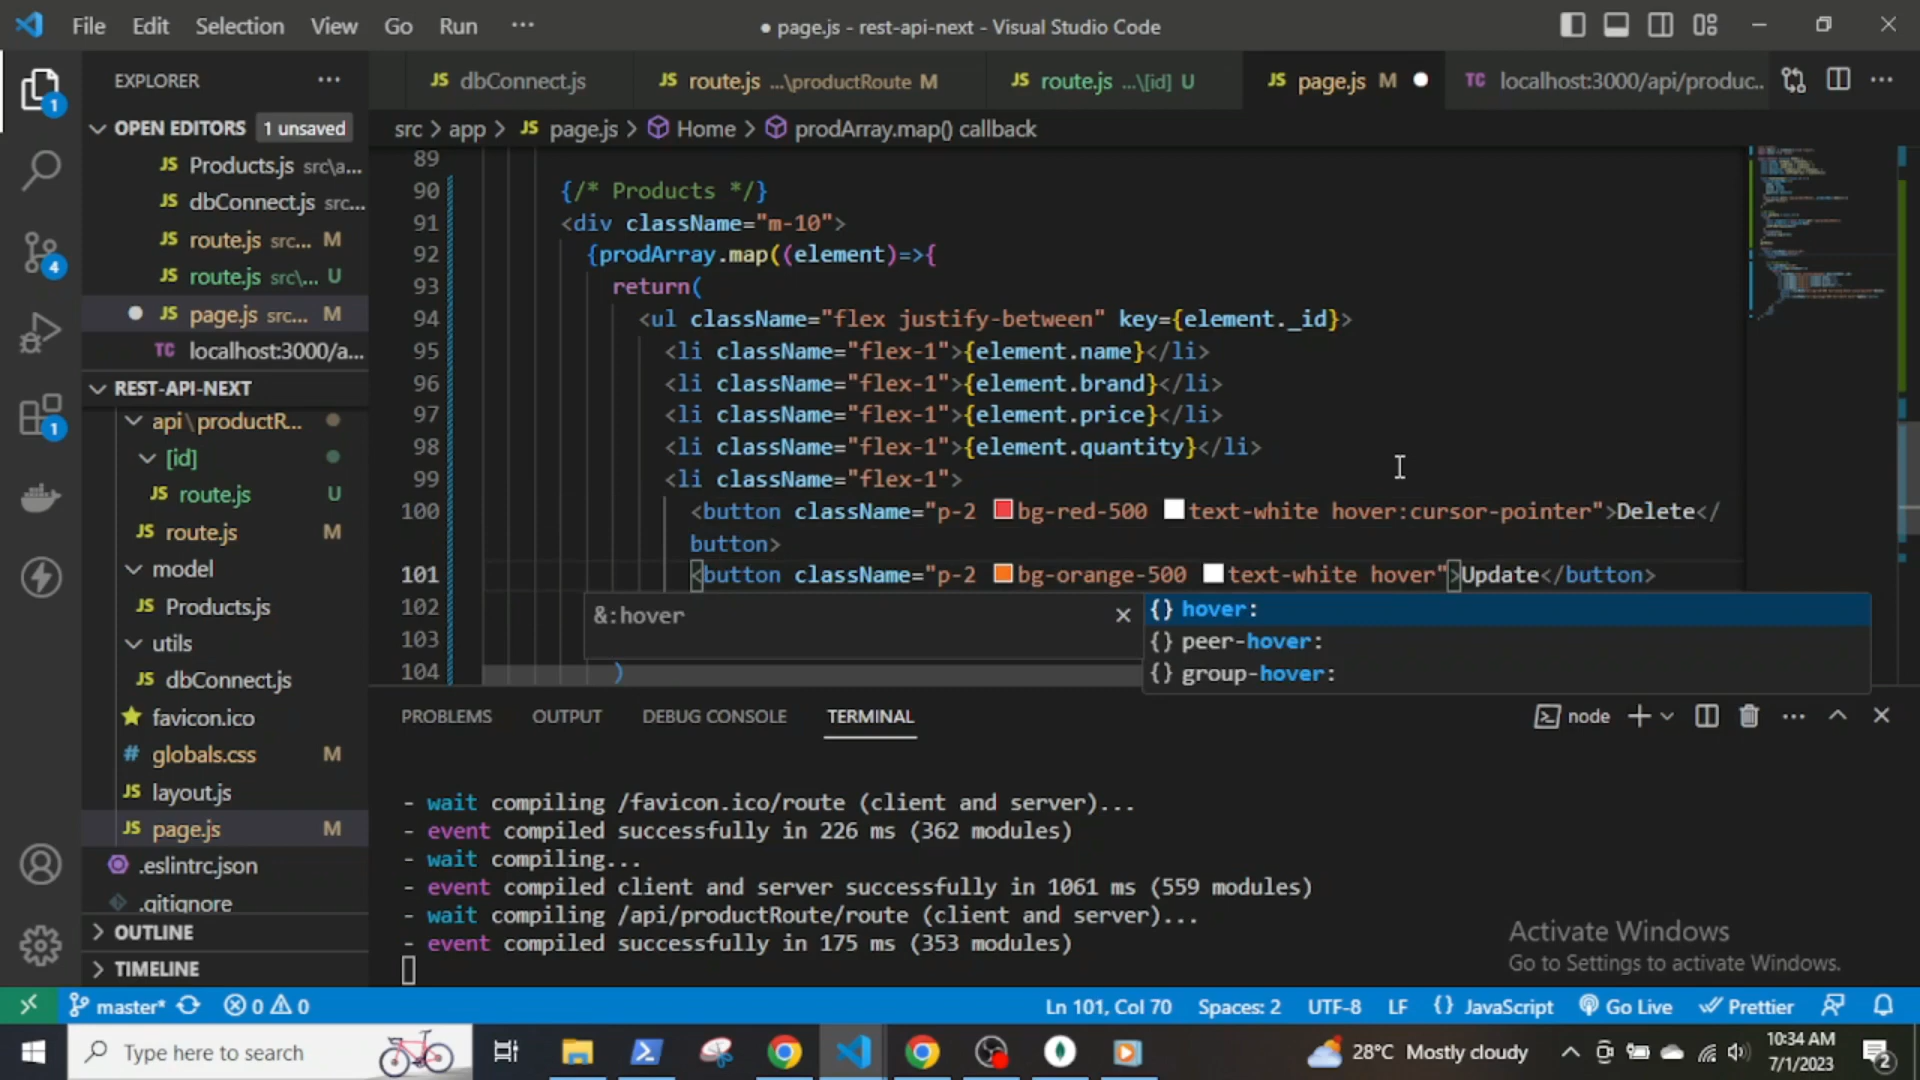 File Edit Selection View Go Run ···
● page.js - rest-api-next - Visual Studio Code
EXPLORER ···
JS dbConnect.js
JS route.js ...\productRoute M
JS route.js ...\[id] U
JS page.js M
TC localhost:3000/api/produc..
src > app > JS page.js > Home > prodArray.map() callback
OPEN EDITORS 1 unsaved
JS Products.js src\a...
JS dbConnect.js src...
JS route.js src... M
JS route.js src\... U
JS page.js src... M
TC localhost:3000/a...
REST-API-NEXT
api\productR...
[id]
JS route.js U
JS route.js M
model
JS Products.js
utils
JS dbConnect.js
favicon.ico
# globals.css M
JS layout.js
JS page.js M
.eslintrc.json
.gitignore
OUTLINE
TIMELINE
89
90 {/* Products */}
91 <div className="m-10">
92 {prodArray.map((element)=>{
93 return(
94 <ul className="flex justify-between" key={element._id}>
95 <li className="flex-1">{element.name}</li>
96 <li className="flex-1">{element.brand}</li>
97 <li className="flex-1">{element.price}</li>
98 <li className="flex-1">{element.quantity}</li>
99 <li className="flex-1">
100 <button className="p-2 bg-red-500 text-white hover:cursor-pointer">Delete</
button>
101 <button className="p-2 bg-orange-500 text-white hover">Update</button>
102
103
104 )
&:hover
{} hover:
{} peer-hover:
{} group-hover:
PROBLEMS OUTPUT DEBUG CONSOLE TERMINAL
node
- wait compiling /favicon.ico/route (client and server)...
- event compiled successfully in 226 ms (362 modules)
- wait compiling...
- event compiled client and server successfully in 1061 ms (559 modules)
- wait compiling /api/productRoute/route (client and server)...
- event compiled successfully in 175 ms (353 modules)
Activate Windows
Go to Settings to activate Windows.
1
4
1
master* 0 0
Ln 101, Col 70 Spaces: 2 UTF-8 LF {} JavaScript Go Live Prettier
Type here to search
28°C Mostly cloudy
10:34 AM
7/1/2023
2